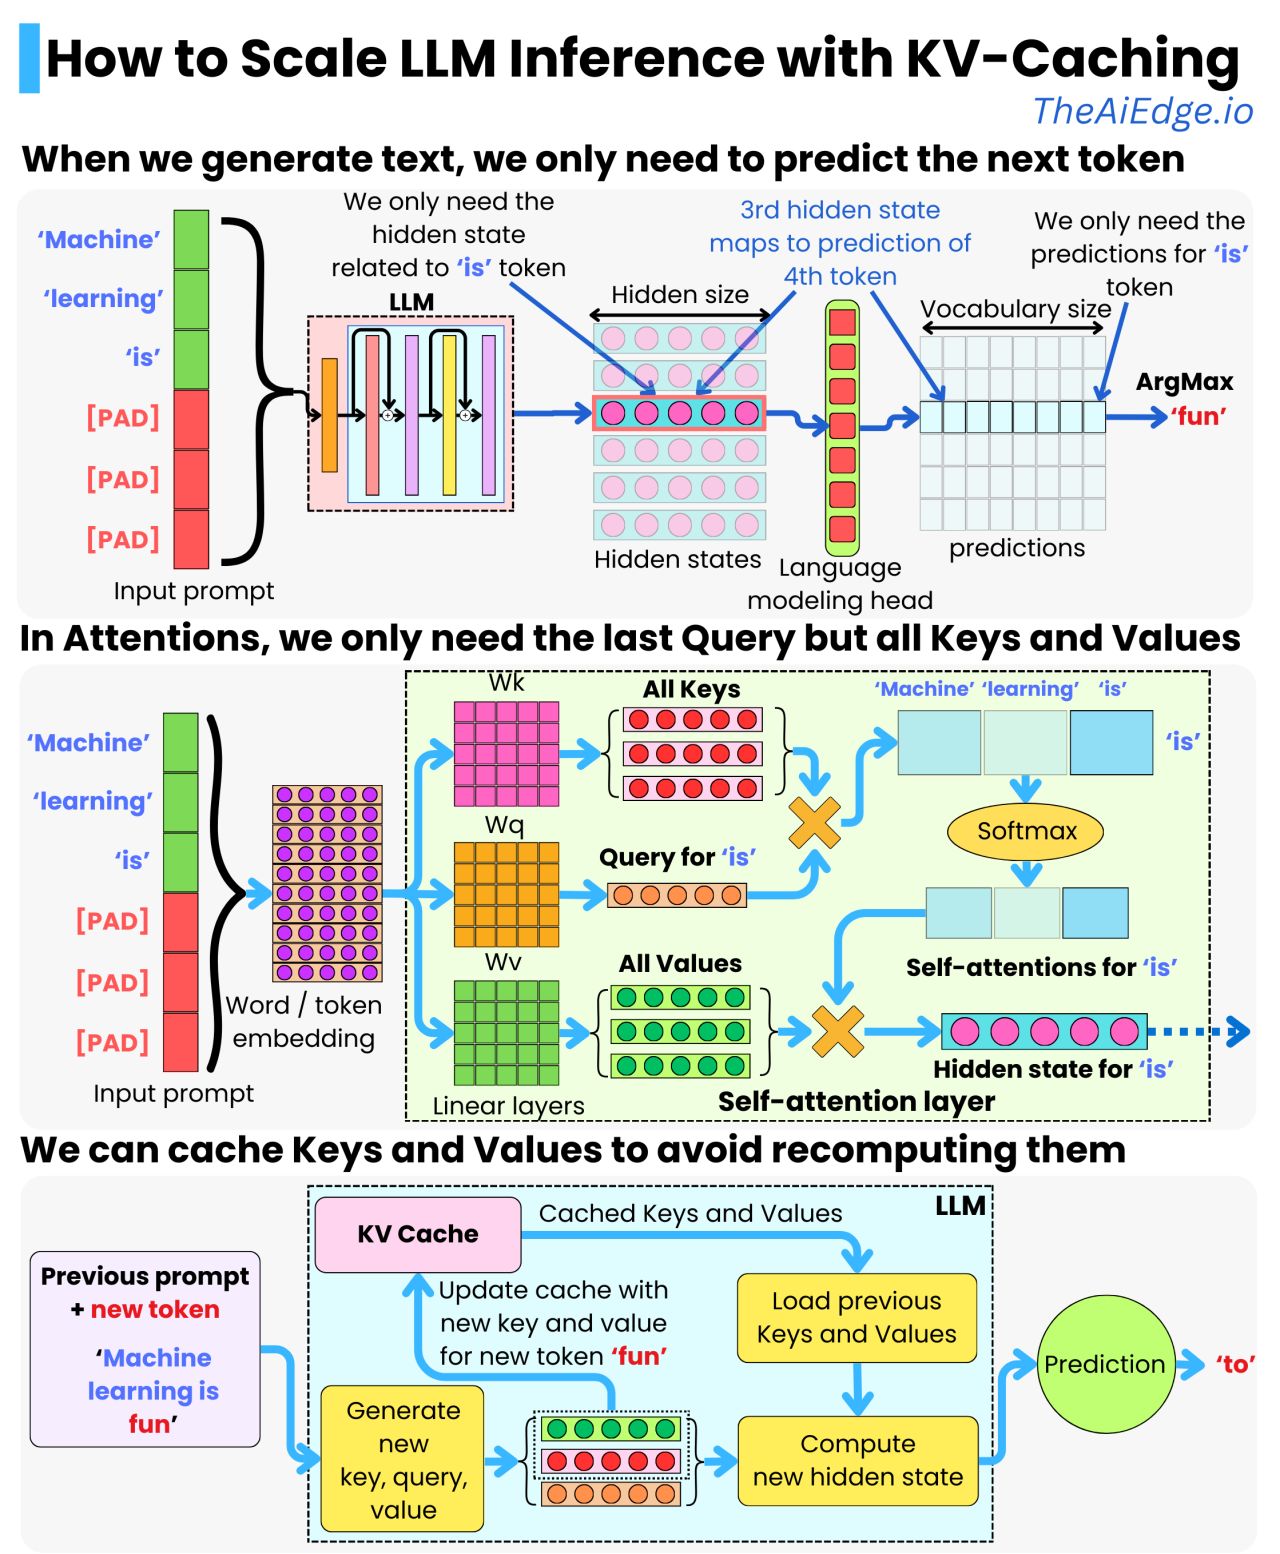 How to Scale LLM Inference with KV-Caching
TheAiEdge.io
When we generate text, we only need to predict the next token
‘Machine’
‘learning’
‘is’
[PAD]
[PAD]
[PAD]
Input prompt
We only need the
hidden state
related to ‘is’ token
LLM
+
+
Hidden size
Hidden states
3rd hidden state
maps to prediction of
4th token
Language
modeling head
We only need the
predictions for ‘is’
token
Vocabulary size
predictions
ArgMax
‘fun’
In Attentions, we only need the last Query but all Keys and Values
‘Machine’
‘learning’
‘is’
[PAD]
[PAD]
[PAD]
Input prompt
Word / token
embedding
Wk
Wq
Wv
Linear layers
All Keys
Query for ‘is’
All Values
‘Machine’ ‘learning’ ‘is’
‘is’
Softmax
Self-attentions for ‘is’
Hidden state for ‘is’
Self-attention layer
We can cache Keys and Values to avoid recomputing them
Previous prompt
+ new token
‘Machine
learning is
fun’
LLM
KV Cache
Cached Keys and Values
Update cache with
new key and value
for new token ‘fun’
Load previous
Keys and Values
Generate
new
key, query,
value
Compute
new hidden state
Prediction
‘to’